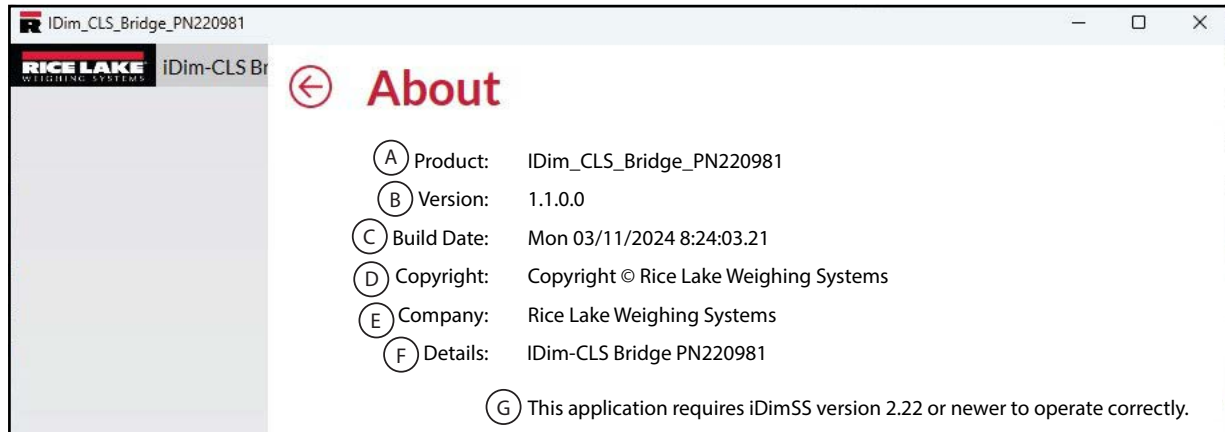 IDim_CLS_Bridge_PN220981
RICE LAKE
WEIGHING SYSTEMS
iDim-CLS Br
About
A Product: IDim_CLS_Bridge_PN220981
B Version: 1.1.0.0
C Build Date: Mon 03/11/2024 8:24:03.21
D Copyright: Copyright © Rice Lake Weighing Systems
E Company: Rice Lake Weighing Systems
F Details: IDim-CLS Bridge PN220981
G This application requires iDimSS version 2.22 or newer to operate correctly.